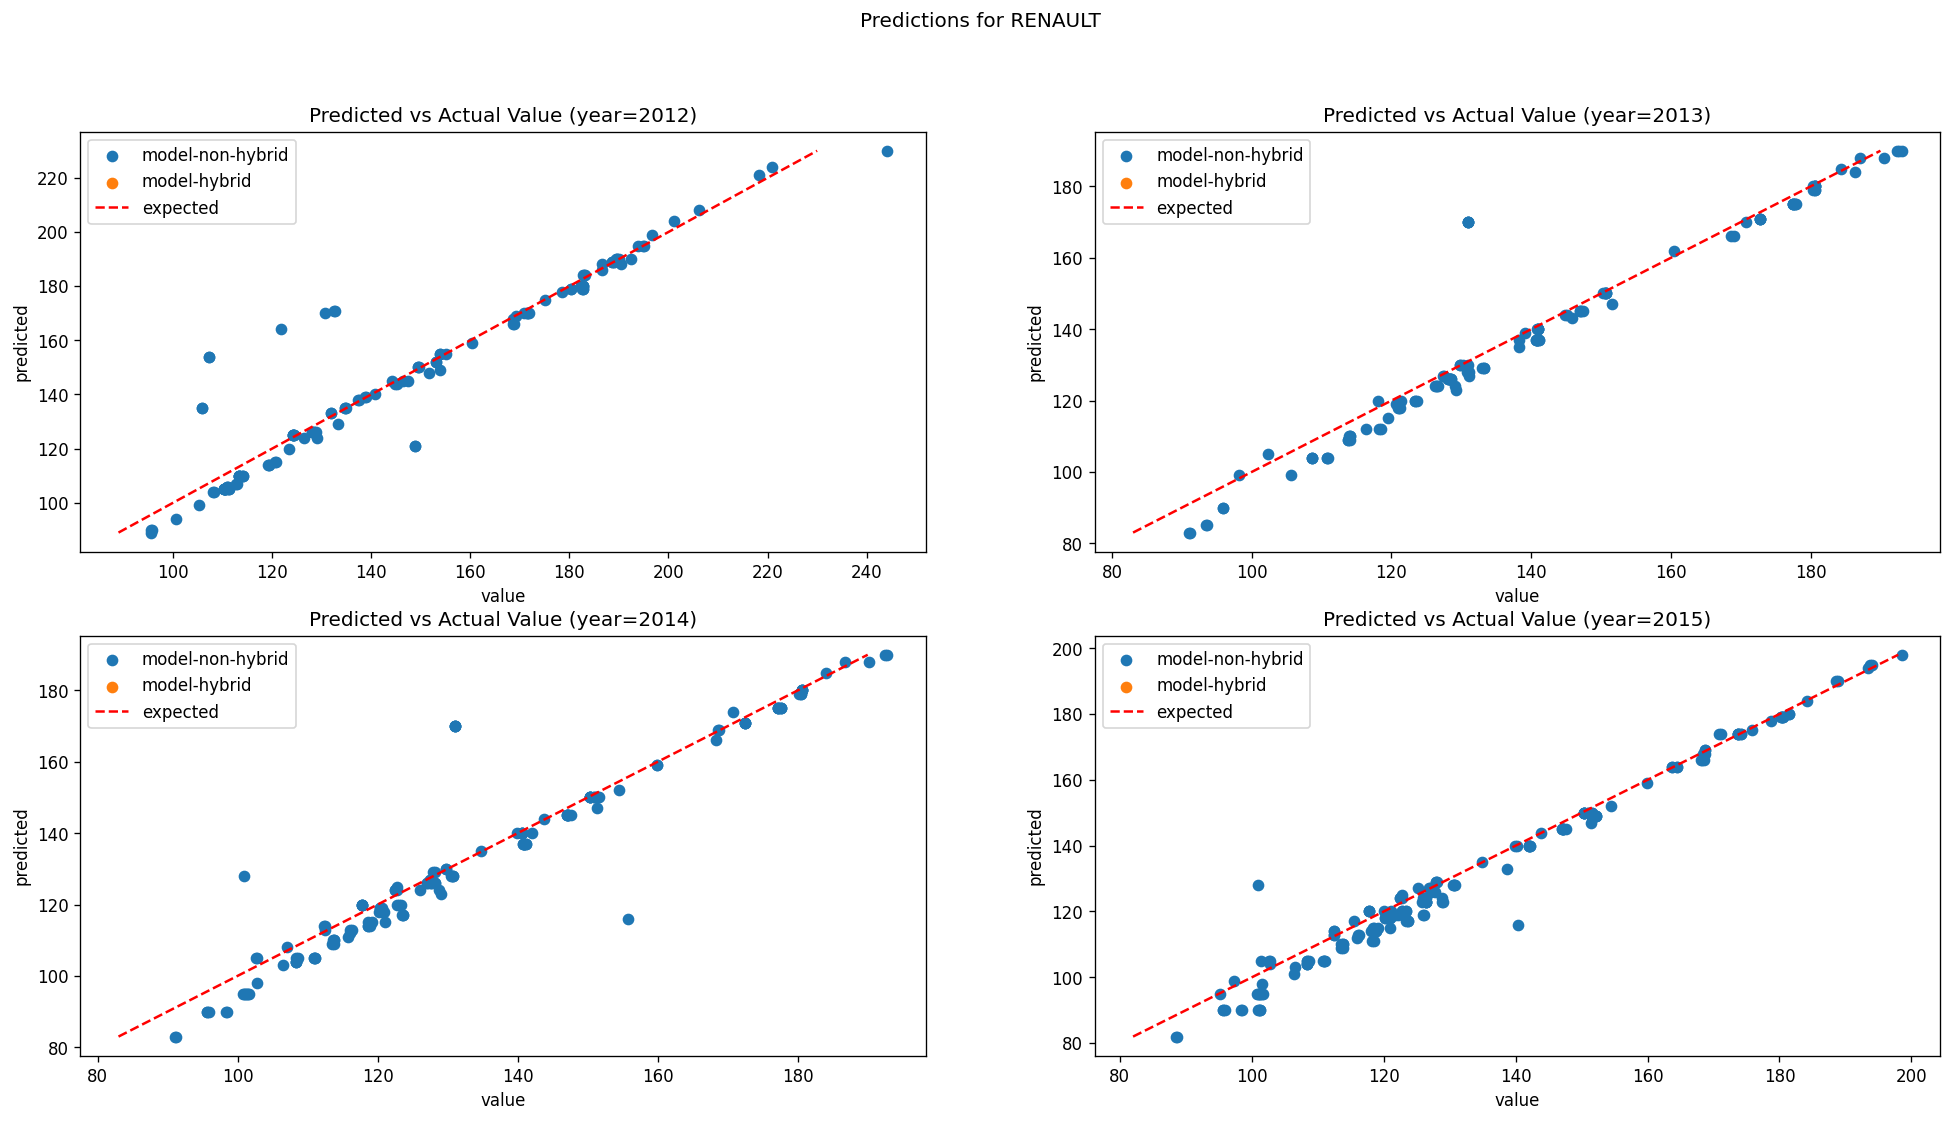 Predictions for RENAULT
Predicted vs Actual Value (year=2012)
model-non-hybrid
model-hybrid
expected
predicted
220
200
180
160
140
120
100
100 120 140 160 180 200 220 240
value
Predicted vs Actual Value (year=2013)
model-non-hybrid
model-hybrid
expected
predicted
180
160
140
120
100
80
80 100 120 140 160 180
value
Predicted vs Actual Value (year=2014)
model-non-hybrid
model-hybrid
expected
predicted
180
160
140
120
100
80
80 100 120 140 160 180
value
Predicted vs Actual Value (year=2015)
model-non-hybrid
model-hybrid
expected
predicted
200
180
160
140
120
100
80
80 100 120 140 160 180 200
value